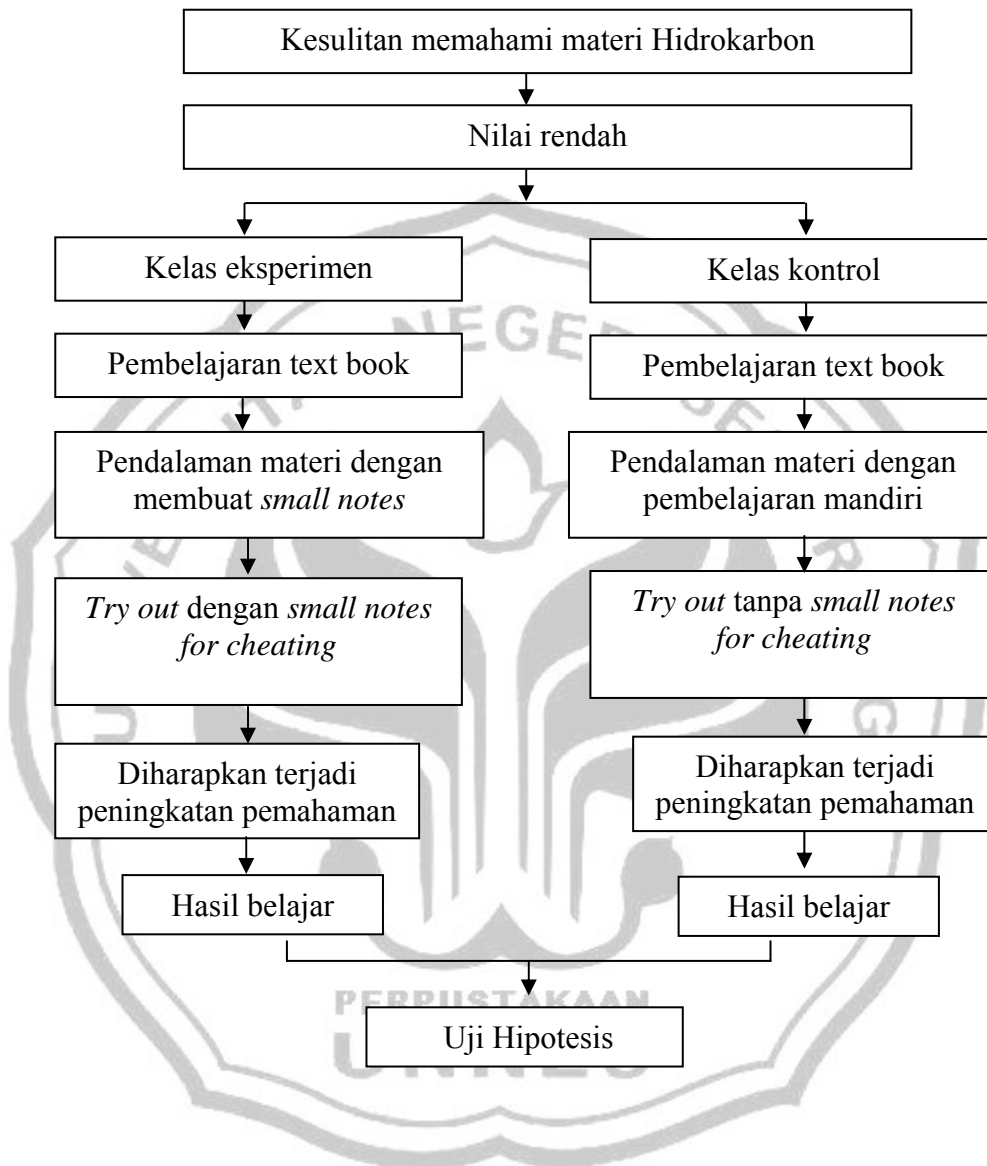 Kesulitan memahami materi Hidrokarbon
Nilai rendah
Kelas eksperimen
Kelas kontrol
Pembelajaran text book
Pembelajaran text book
Pendalaman materi dengan
membuat small notes
Pendalaman materi dengan
pembelajaran mandiri
Try out dengan small notes
for cheating
Try out tanpa small notes
for cheating
Diharapkan terjadi
peningkatan pemahaman
Diharapkan terjadi
peningkatan pemahaman
Hasil belajar
Hasil belajar
Uji Hipotesis
PERPUSTAKAAN
UNNES